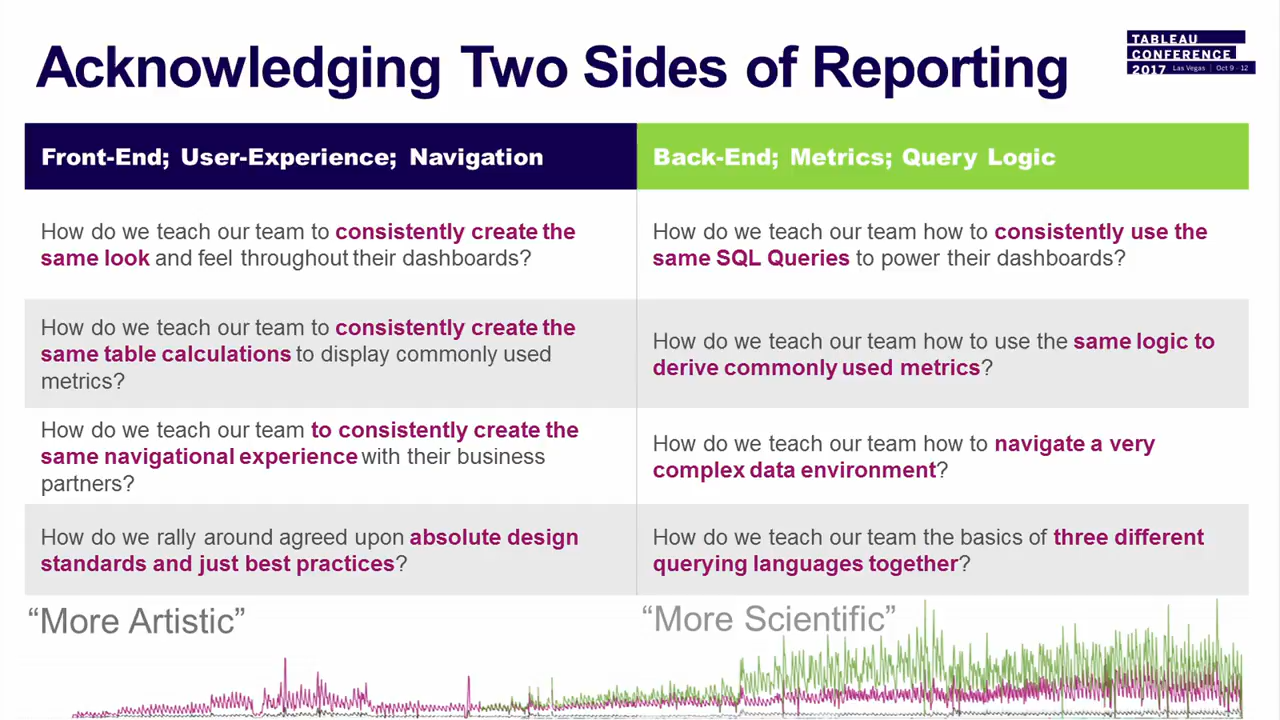 Acknowledging Two Sides of Reporting
TABLEAU
CONFERENCE
2017 Las Vegas | Oct 9 - 12
Front-End; User-Experience; Navigation
Back-End; Metrics; Query Logic
How do we teach our team to consistently create the
same look and feel throughout their dashboards?
How do we teach our team how to consistently use the
same SQL Queries to power their dashboards?
How do we teach our team to consistently create the
same table calculations to display commonly used
metrics?
How do we teach our team how to use the same logic to
derive commonly used metrics?
How do we teach our team to consistently create the
same navigational experience with their business
partners?
How do we teach our team how to navigate a very
complex data environment?
How do we rally around agreed upon absolute design
standards and just best practices?
How do we teach our team the basics of three different
querying languages together?
“More Artistic”
“More Scientific”